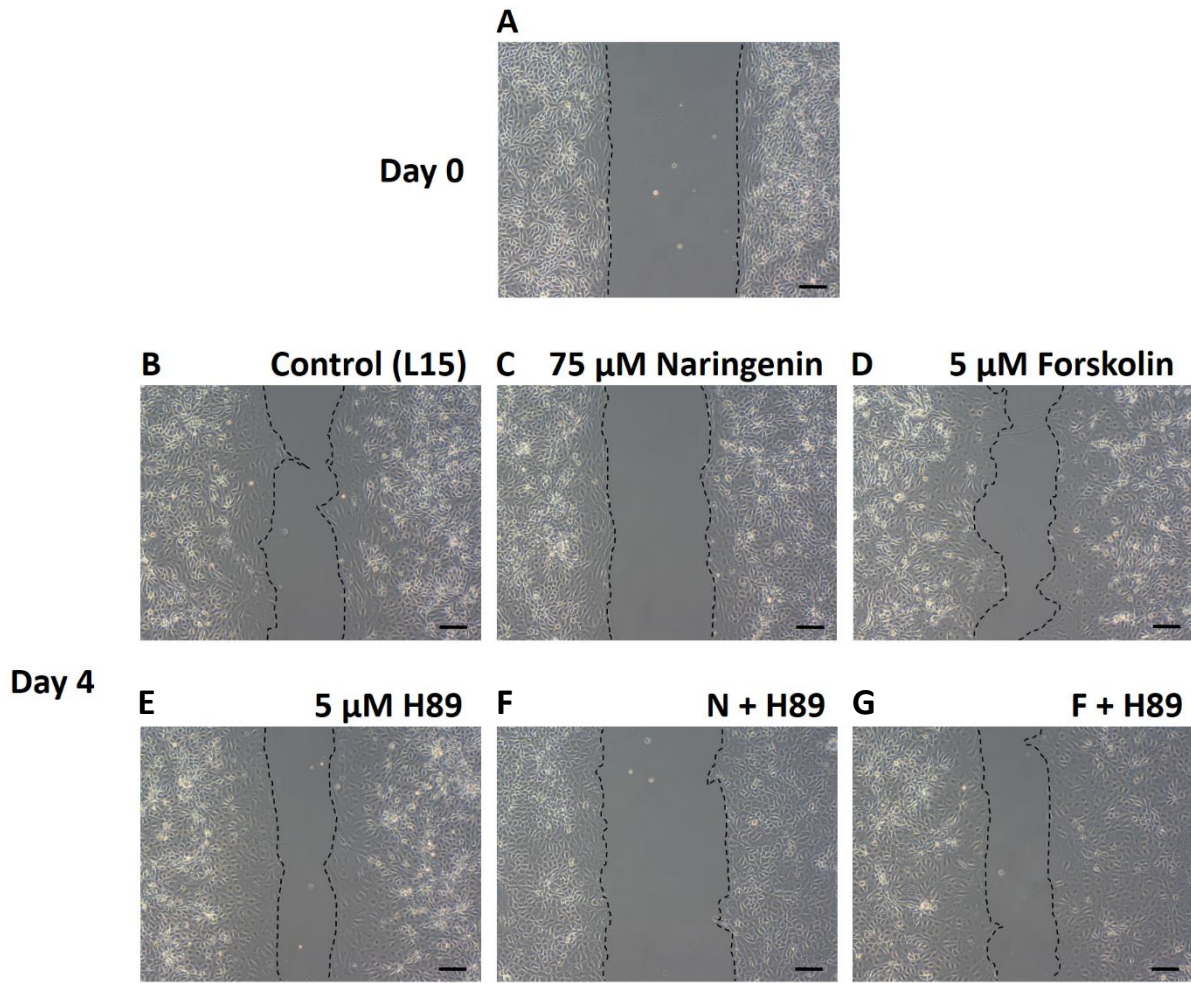 A
Day 0
B Control (L15) C 75 μM Naringenin D 5 μM Forskolin
Day 4
E 5 μM H89 F N + H89 G F + H89